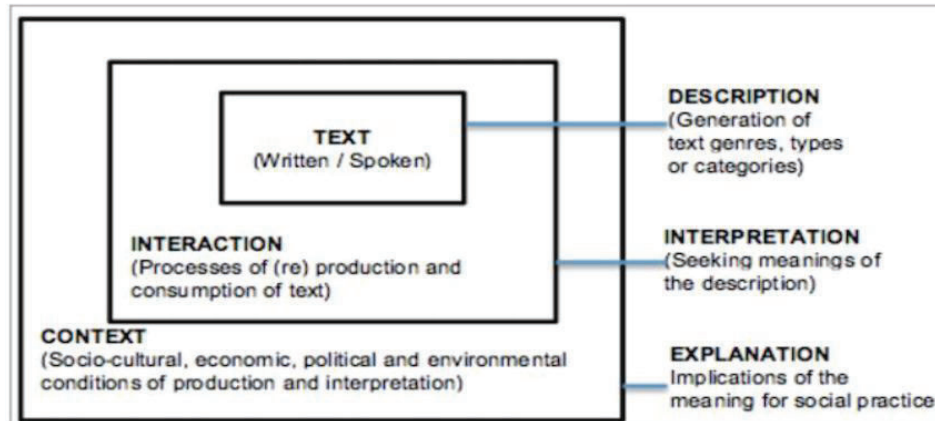 TEXT
(Written / Spoken)
INTERACTION
(Processes of (re) production and
consumption of text)
CONTEXT
(Socio-cultural, economic, political and environmental
conditions of production and interpretation)
DESCRIPTION
(Generation of
text genres, types
or categories)
INTERPRETATION
(Seeking meanings of
the description)
EXPLANATION
Implications of the
meaning for social practice